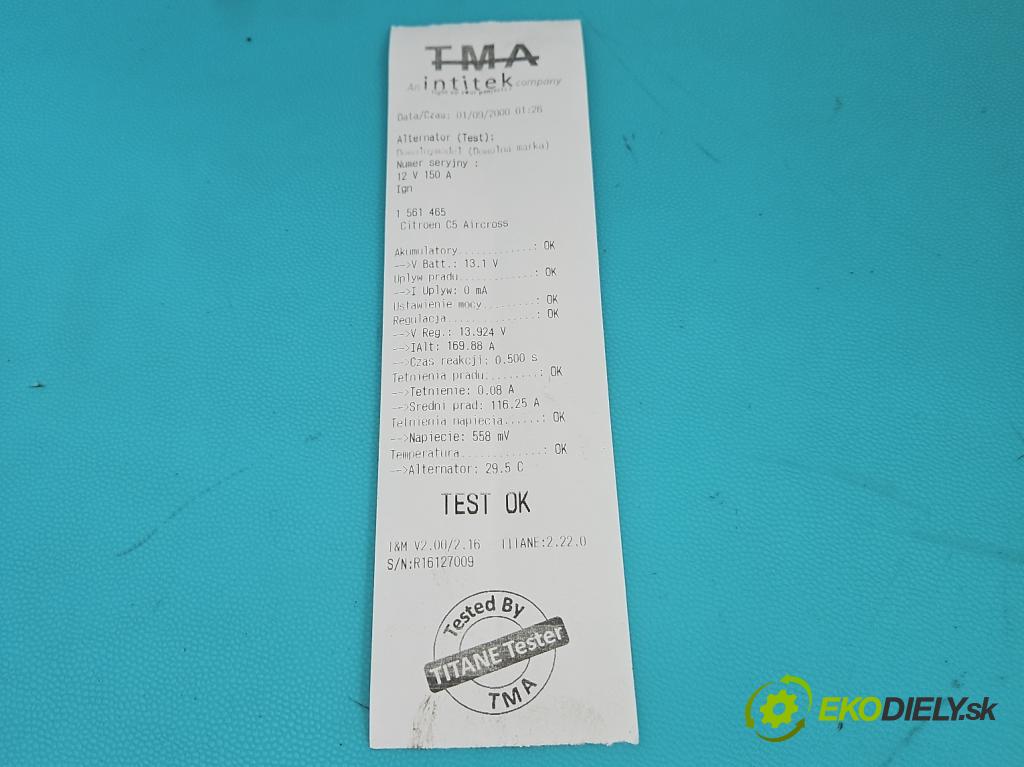 TMA
An intitek company
Data/Czau: 01/09/2000 01:26
Alternator (Test):
(Dowolna marka)
Numer seryjny :
12 V 150 A
Ign
1 561 465
Citroen C5 Aircross
Akumulatory.............: OK
-->V Batt.: 13.1 V
Uplyw pradu.............: OK
-->I Uplyw: 0 mA
Ustawienie mocy.........: OK
Regulacja...............: OK
-->V Reg.: 13.924 V
-->IAlt: 169.88 A
-->Czas reakcji: 0.500 s
Tetnienia pradu.........: OK
-->Tetnienie: 0.08 A
-->Sredni prad: 116.25 A
Tetnienia napiecia......: OK
-->Napiecie: 558 mV
Temperatura.............: OK
-->Alternator: 29.5 C
TEST OK
T&M V2.00/2.16 TITANE:2.22.0
S/N:R16127009
Tested By
TITANE Tester
TMA
EKODIELY.sk